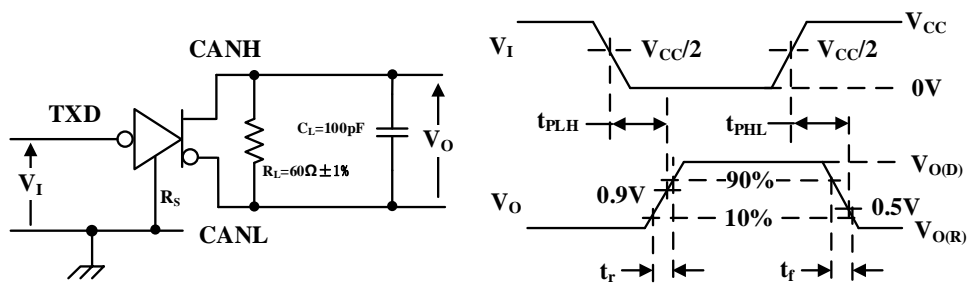 CANH
TXD
CL=100pF
VO
RL=60Ω±1%
VI
RS
CANL
VI
VCC/2
VCC/2
VCC
0V
tPLH
tPHL
VO
0.9V
90%
10%
VO(D)
0.5V
VO(R)
tr
tf